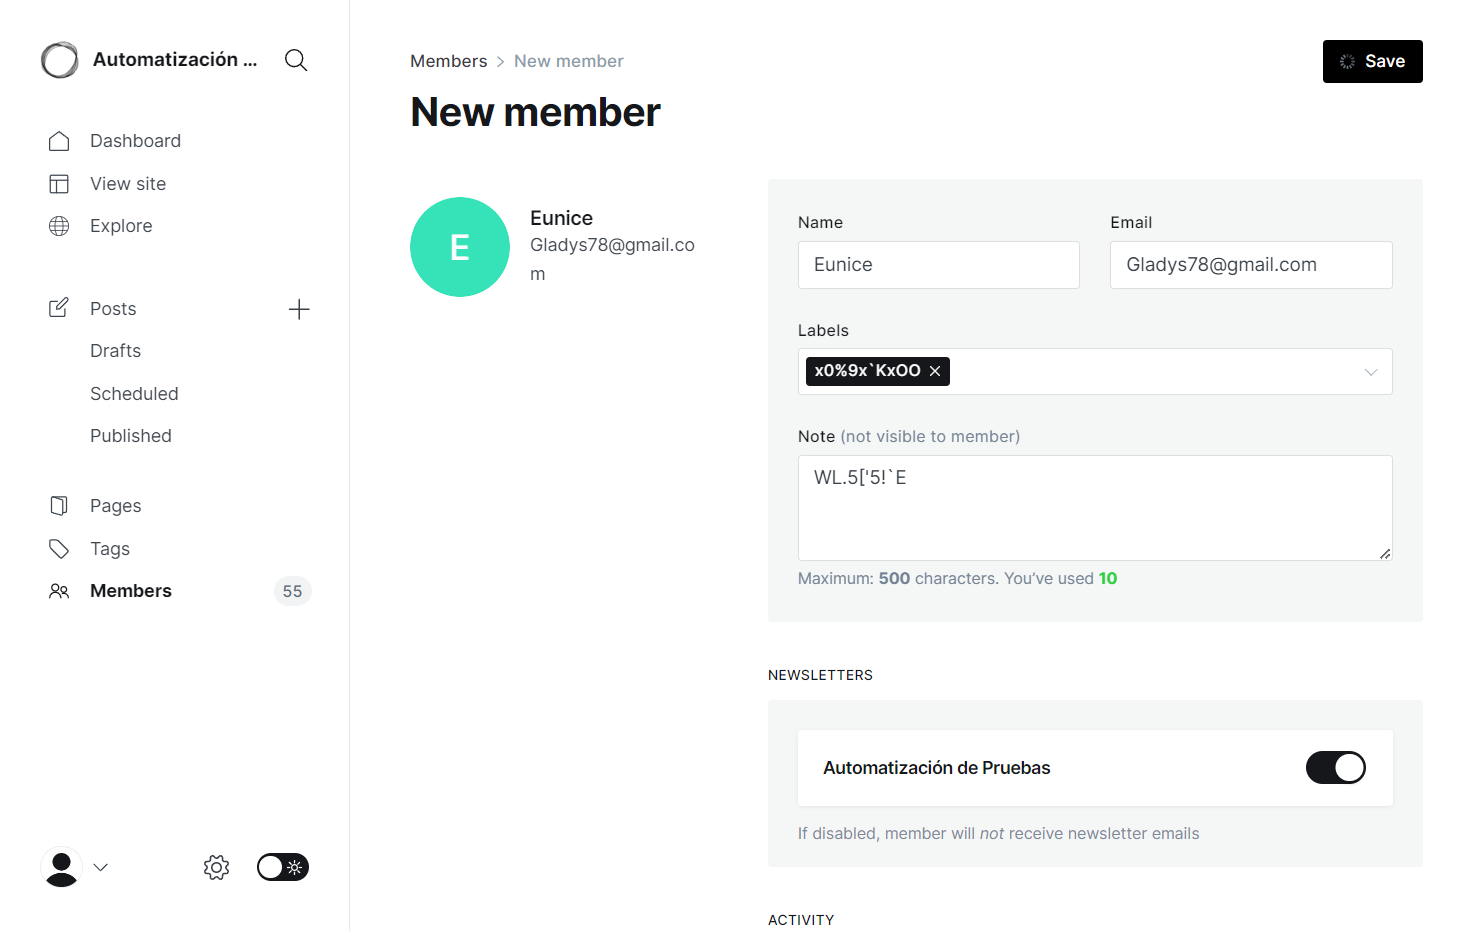 Automatización ...
Dashboard
View site
Explore
Posts
Drafts
Scheduled
Published
Pages
Tags
Members 55
Members > New member
Save
New member
E
Eunice
Gladys78@gmail.co
m
Name
Eunice
Email
Gladys78@gmail.com
Labels
x0%9x`KxOO
Note (not visible to member)
WL.5['5!`E
Maximum: 500 characters. You’ve used 10
NEWSLETTERS
Automatización de Pruebas
If disabled, member will not receive newsletter emails
ACTIVITY